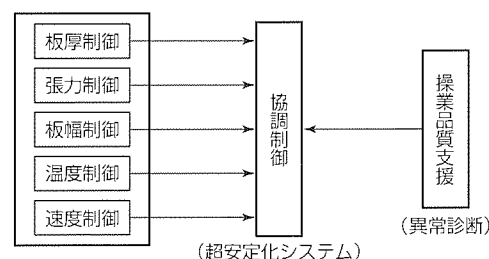 板厚制御
張力制御
板幅制御
温度制御
速度制御
協調制御
(超安定化システム)
操業品質支援
(異常診断)